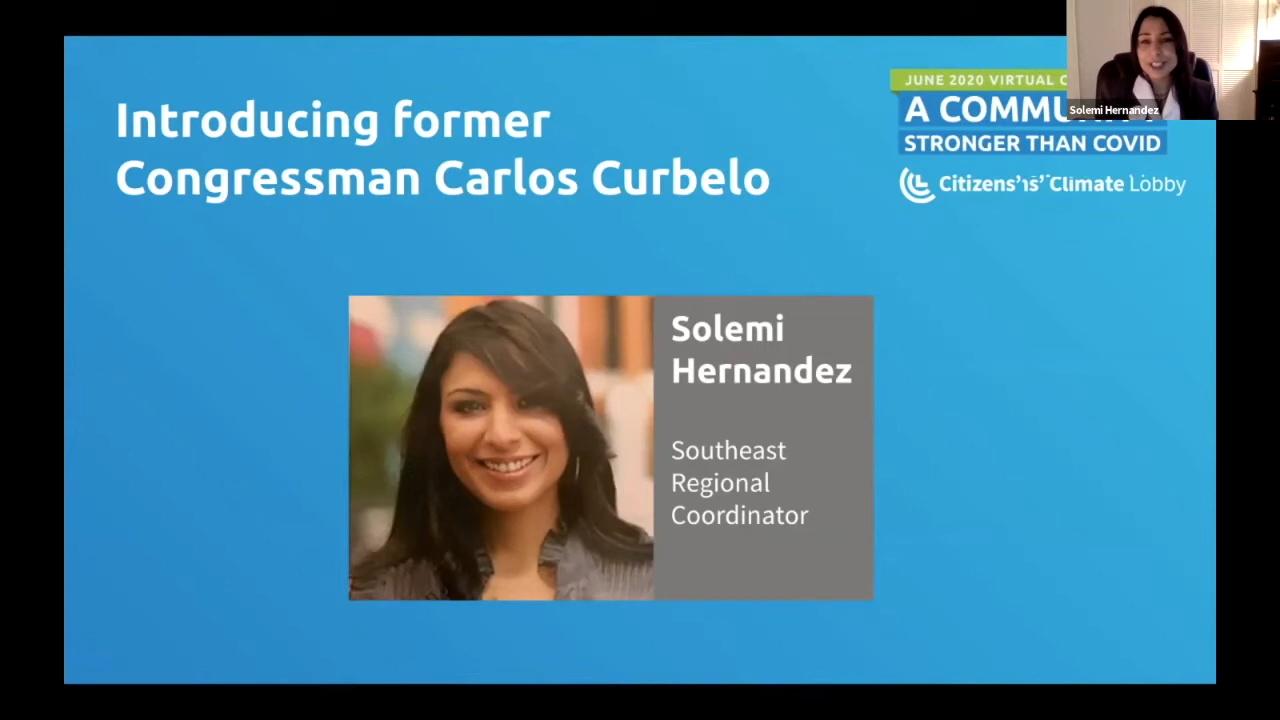 Introducing former
Congressman Carlos Curbelo
JUNE 2020 VIRTUAL C
A COMMU
STRONGER THAN COVID
Citizens' Climate Lobby
Solemi Hernandez
Solemi
Hernandez
Southeast
Regional
Coordinator